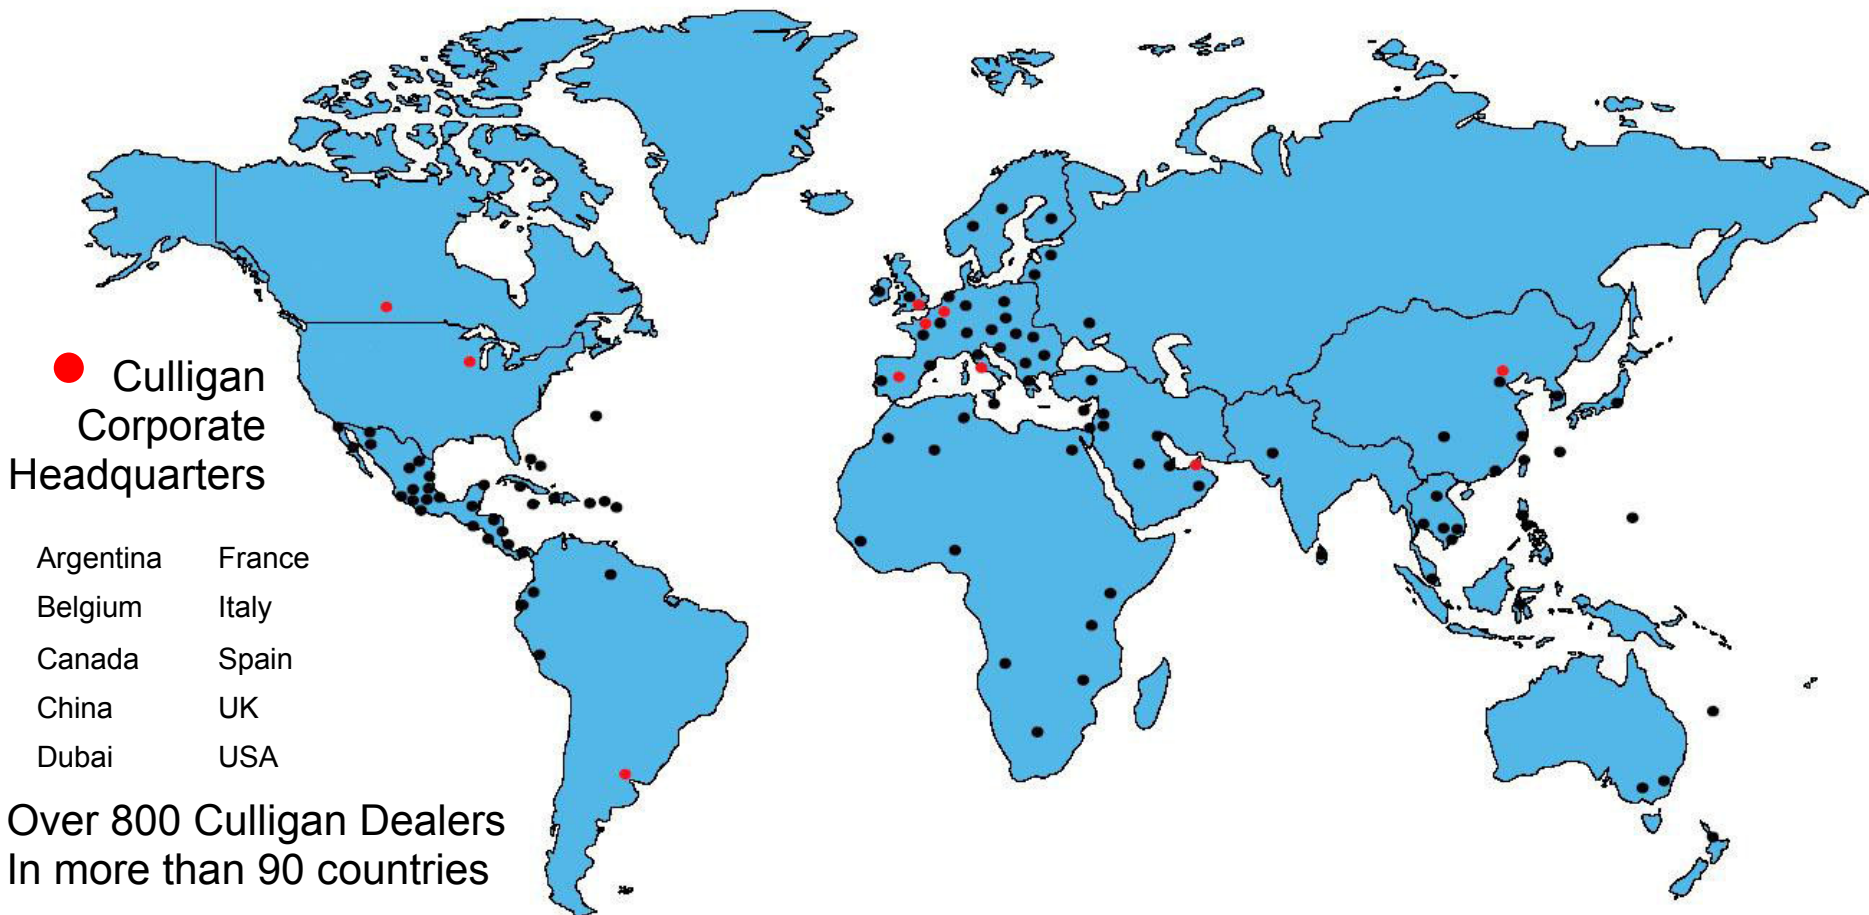 Culligan
Corporate
Headquarters
Argentina France
Belgium Italy
Canada Spain
China UK
Dubai USA
Over 800 Culligan Dealers
In more than 90 countries